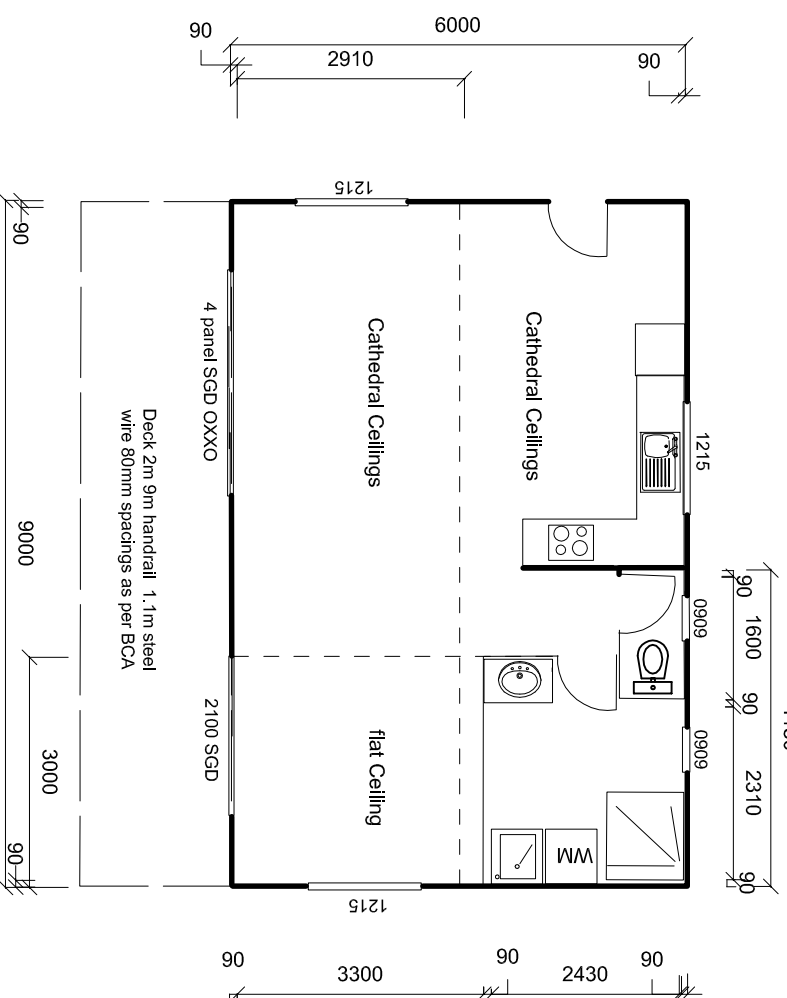 6000
90
2910
90
1215
90
4 panel SGD OXXO
Cathedral Ceilings
Cathedral Ceilings
1215
Deck 2m 9m handrail 1.1m steel
wire 80mm spacings as per BCA
9000
90
1600
0909
90
2100 SGD
flat Ceiling
0909
2310
3000
WM
90
90
1215
90
3300
90
2430
90